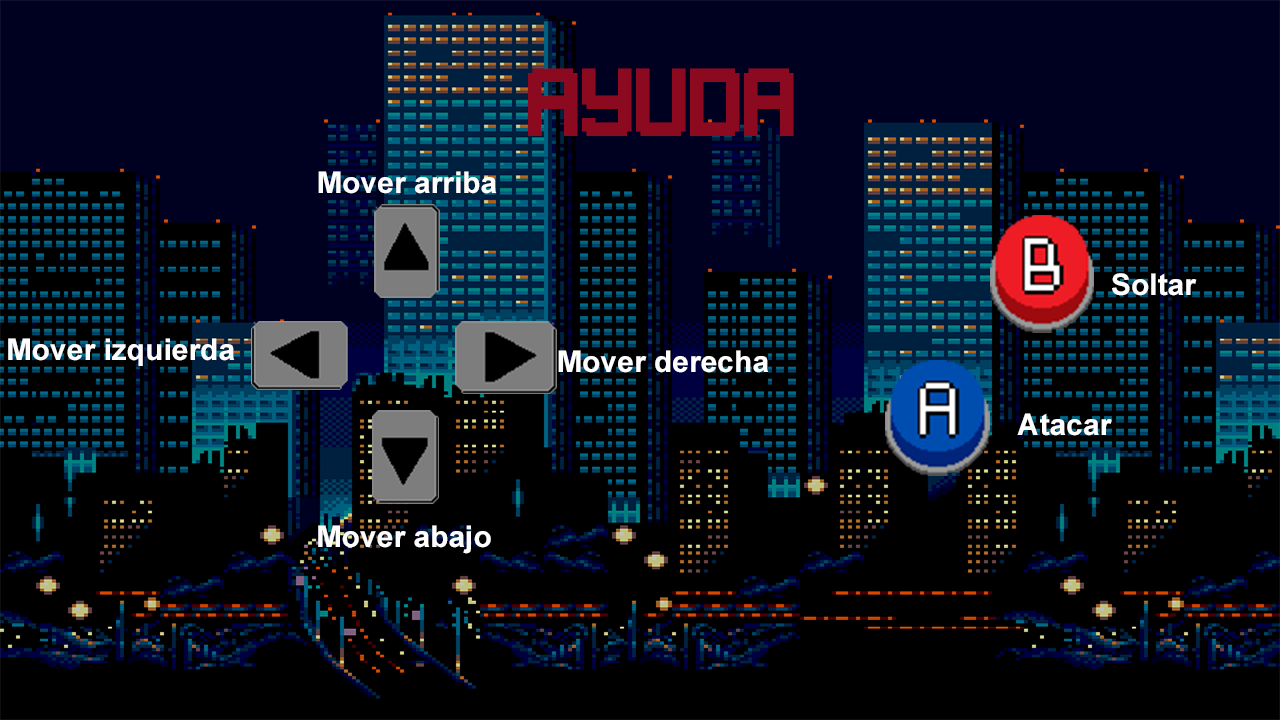 AYUDA
Mover arriba
B
Soltar
Mover izquierda
Mover derecha
A
Atacar
Mover abajo